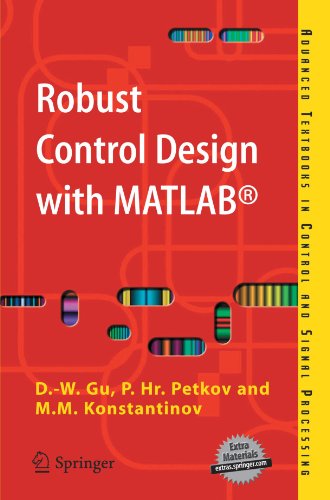 Robust
Control Design
with MATLAB®
ADVANCED TEXTBOOKS IN CONTROL AND SIGNAL PROCESSING
D.-W. Gu, P. Hr. Petkov and
M.M. Konstantinov
Springer
Extra
Materials
extras.springer.com